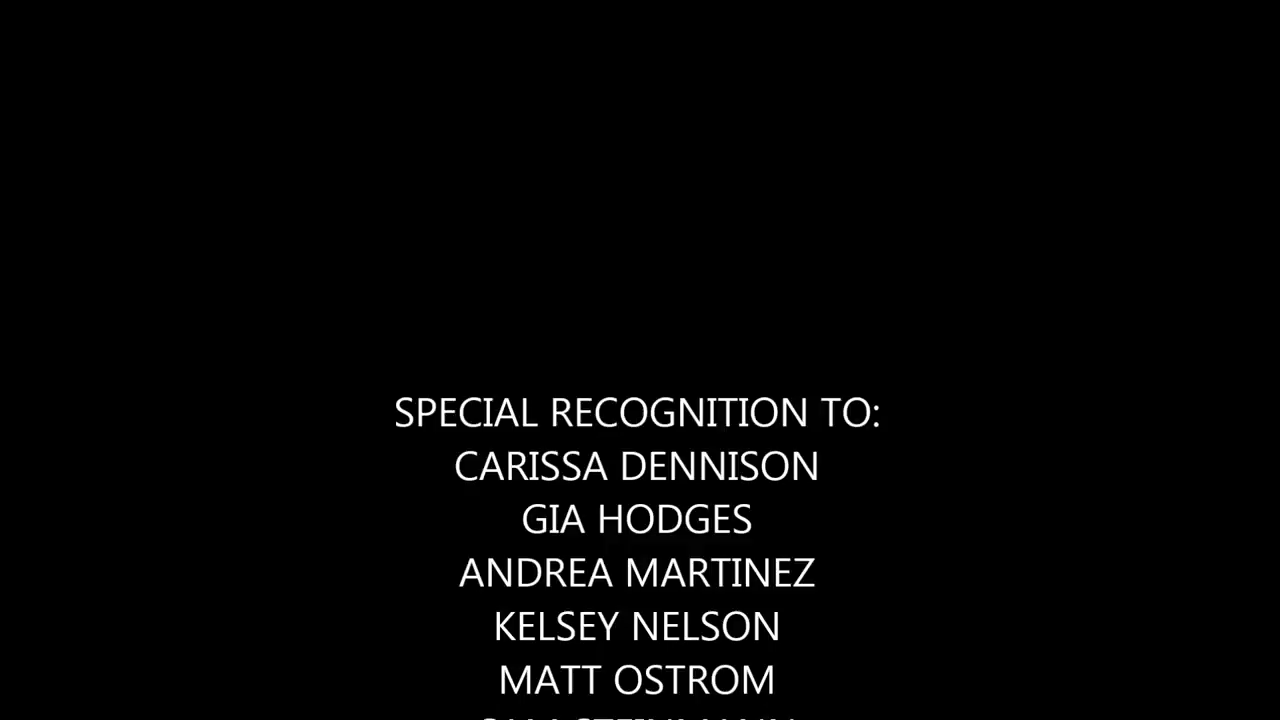 SPECIAL RECOGNITION TO:
CARISSA DENNISON
GIA HODGES
ANDREA MARTINEZ
KELSEY NELSON
MATT OSTROM